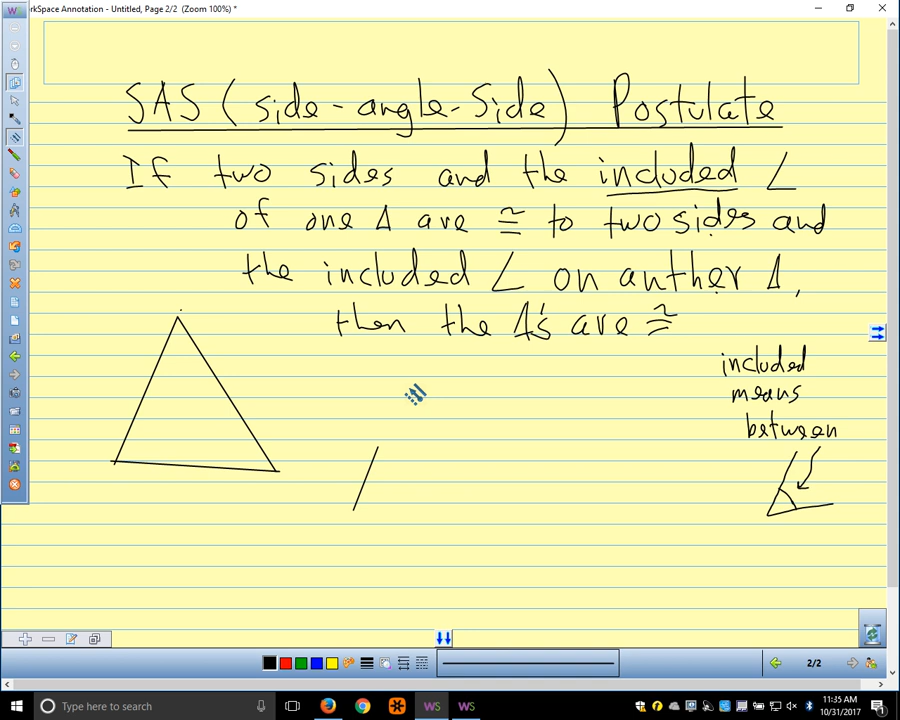 rkSpace Annotation - Untitled, Page 2/2 (Zoom 100%) *
SAS (side-angle-side) Postulate
If two sides and the included ∠
of one Δ are ≅ to two sides and
the included ∠ on anther Δ,
then the Δ's are ≅
included
means
between
2/2
Type here to search
WS
WS
11:35 AM
10/31/2017